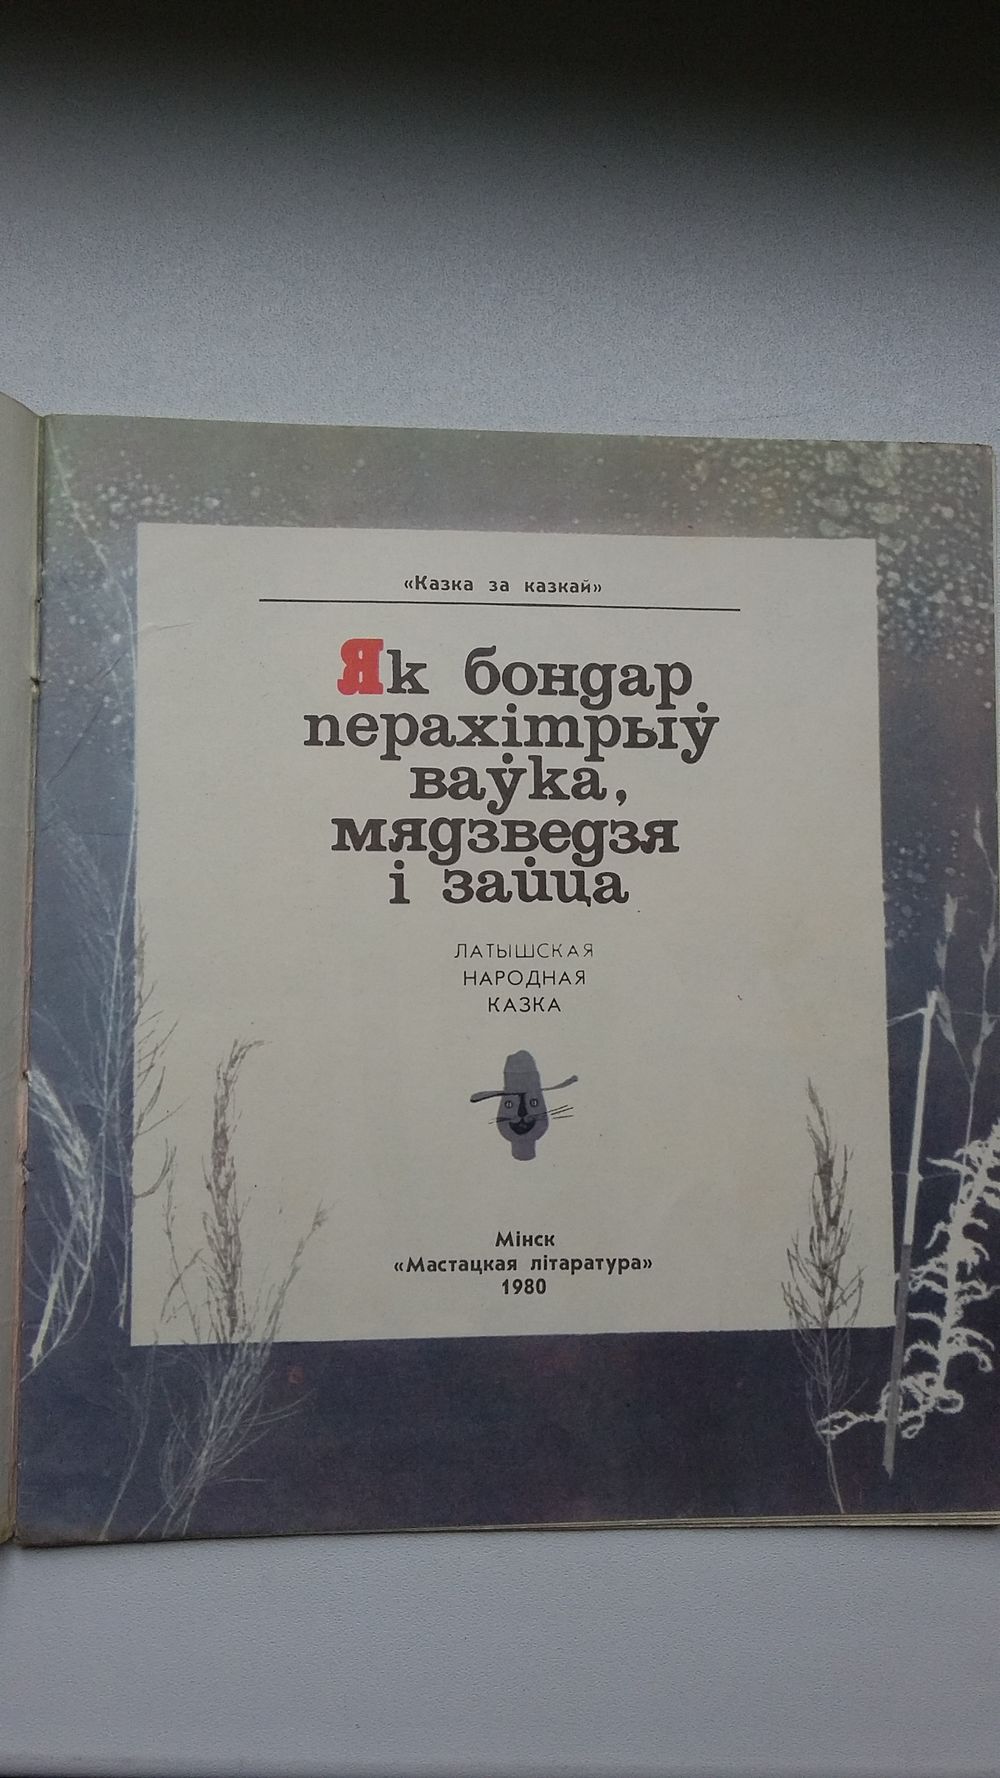 «Казка за казкай»
Як бондар
перахітрыў
ваўка,
мядзведзя
і зайца
ЛАТЫШСКАЯ
НАРОДНАЯ
КАЗКА
Мінск
«Мастацкая літаратура»
1980